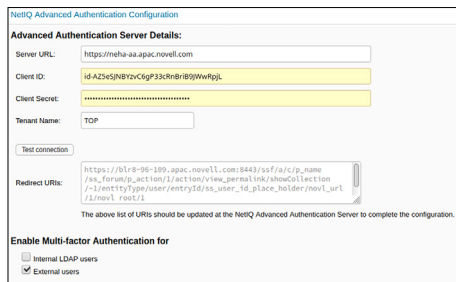 NetIQ Advanced Authentication Configuration
Advanced Authentication Server Details:
Server URL: https://neha-aa.apac.novell.com
Client ID: id-AZ5eSJNBYzvC6gP33cRnBriB9JWwRpjL
Client Secret: ••••••••••••••••••••••••••••••••••••••
Tenant Name: TOP
Test connection
Redirect URIs: https://blr8-96-109.apac.novell.com:8443/ssf/a/c/p_name
/ss_forum/p_action/1/action/view_permalink/showCollection
/-1/entityType/user/entryId/ss_user_id_place_holder/novl_url
/1/novl_root/1
The above list of URIs should be updated at the NetIQ Advanced Authentication Server to complete the configuration.
Enable Multi-factor Authentication for
Internal LDAP users
External users